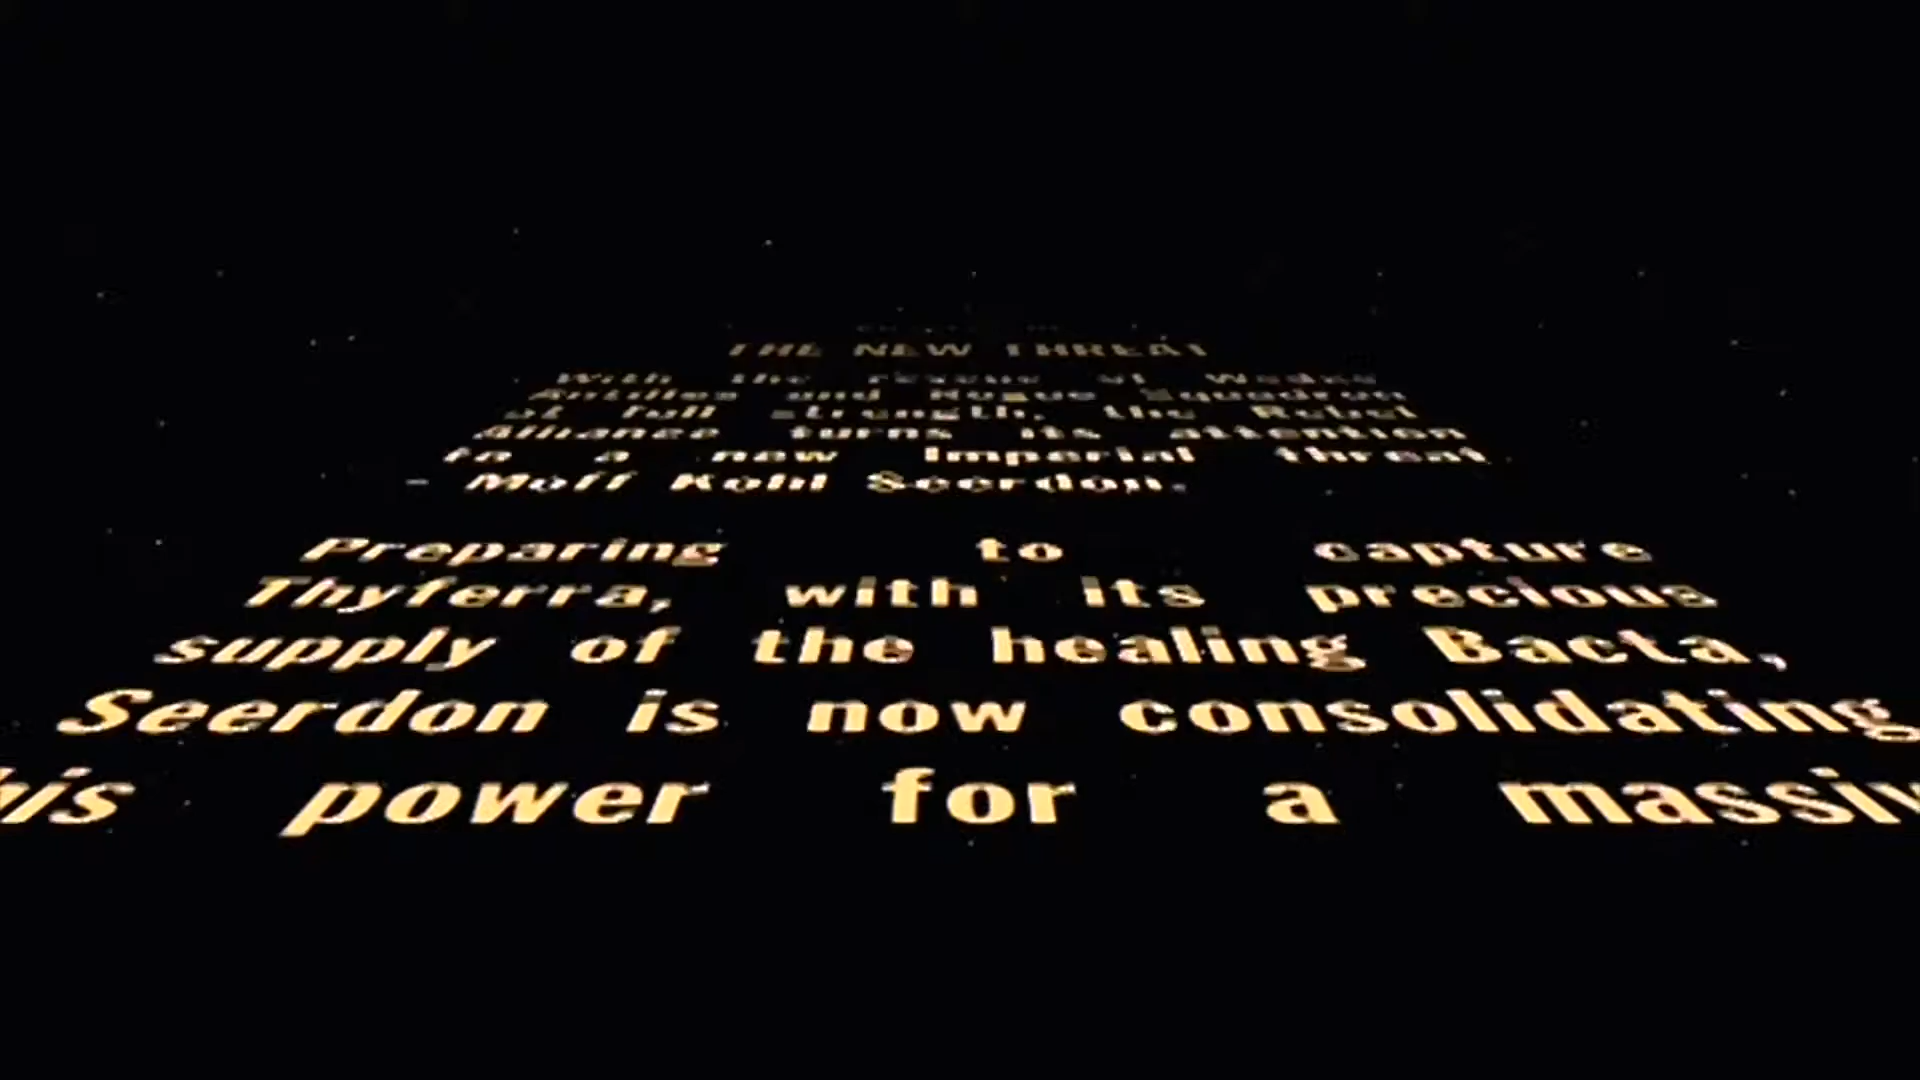 THE NEW THREAT
With the rescue of Wedge
Antilles and Rogue Squadron
at full strength, the Rebel
Alliance turns its attention
to a new Imperial threat
- Moff Kohl Seerdon.
Preparing to capture
Thyferra, with its precious
supply of the healing Bacta,
Seerdon is now consolidating
his power for a massiv